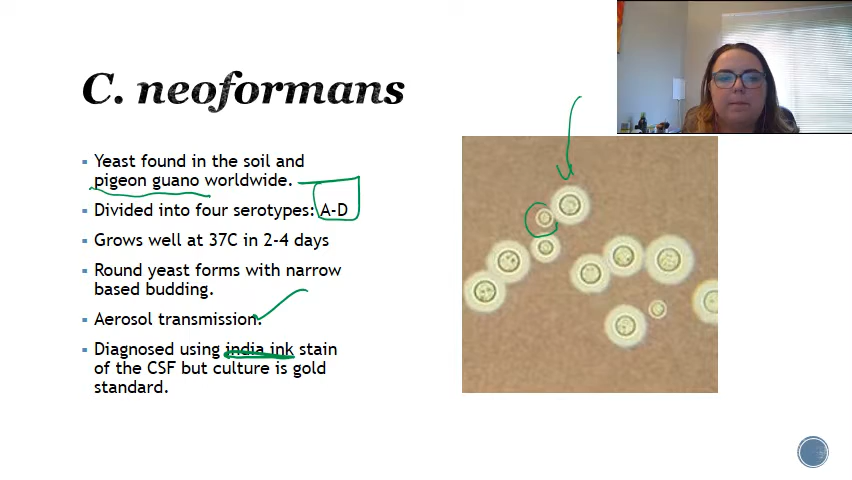 C. neoformans
▪ Yeast found in the soil and
pigeon guano worldwide.
▪ Divided into four serotypes: A-D
▪ Grows well at 37C in 2-4 days
▪ Round yeast forms with narrow
based budding.
▪ Aerosol transmission.
▪ Diagnosed using india ink stain
of the CSF but culture is gold
standard.